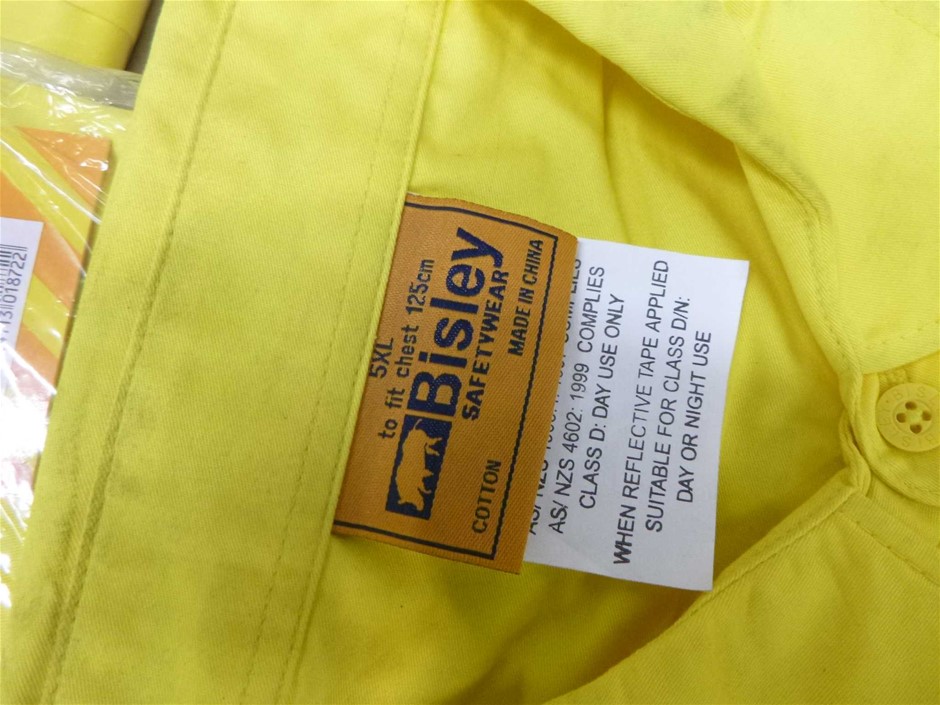 5XL
to fit chest 125cm
Bisley
SAFETYWEAR
MADE IN CHINA
COTTON
AS/ NZS 4602: 1999 COMPLIES
CLASS D: DAY USE ONLY
WHEN REFLECTIVE TAPE APPLIED
SUITABLE FOR CLASS D/N:
DAY OR NIGHT USE
018722